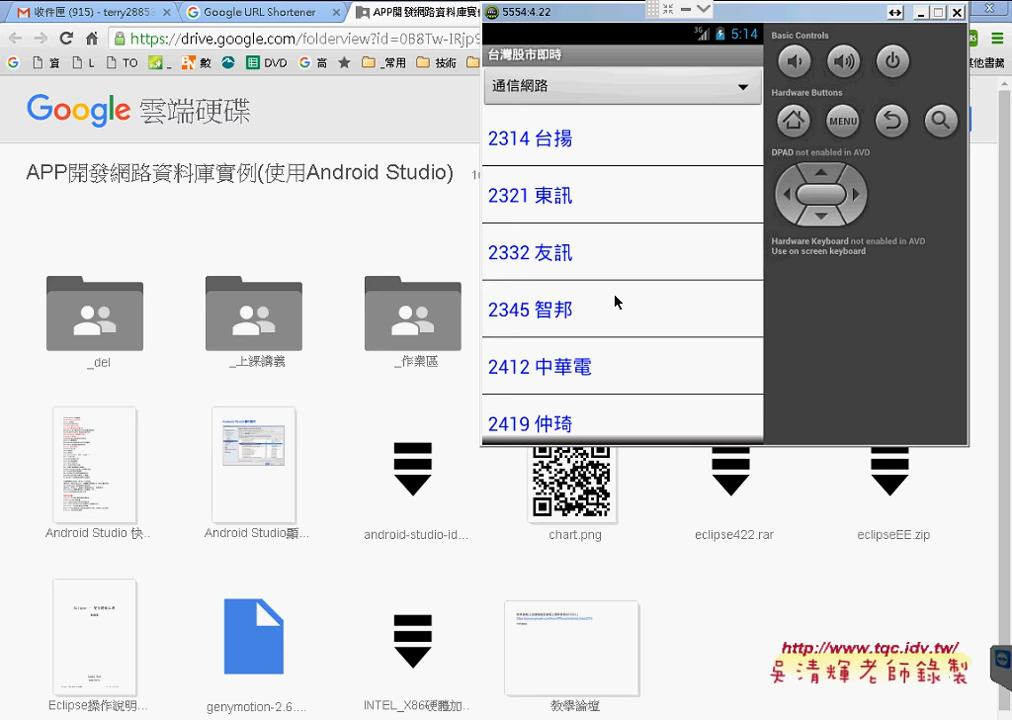 收件匣 (915) - terry2885
Google URL Shortener
APP開發網路資料庫實
5554:4.22
https://drive.google.com/folderview?id=0B8Tw-IRjp
資
L
TO
數
DVD
高
_常用
技術
Google 雲端硬碟
APP開發網路資料庫實例(使用Android Studio)
3G
5:14
台灣股市即時
通信網路
2314 台揚
2321 東訊
2332 友訊
2345 智邦
2412 中華電
2419 仲琦
Basic Controls
Hardware Buttons
MENU
DPAD not enabled in AVD
Hardware Keyboard not enabled in AVD
Use on screen keyboard
_del
_上課講義
_作業區
Android Studio 快..
Android Studio顯...
android-studio-id...
chart.png
eclipse422.rar
eclipseEE.zip
Eclipse操作說明...
genymotion-2.6....
INTEL_X86硬體加..
教學論壇
http://www.tqc.idv.tw/
吳清輝老師錄製